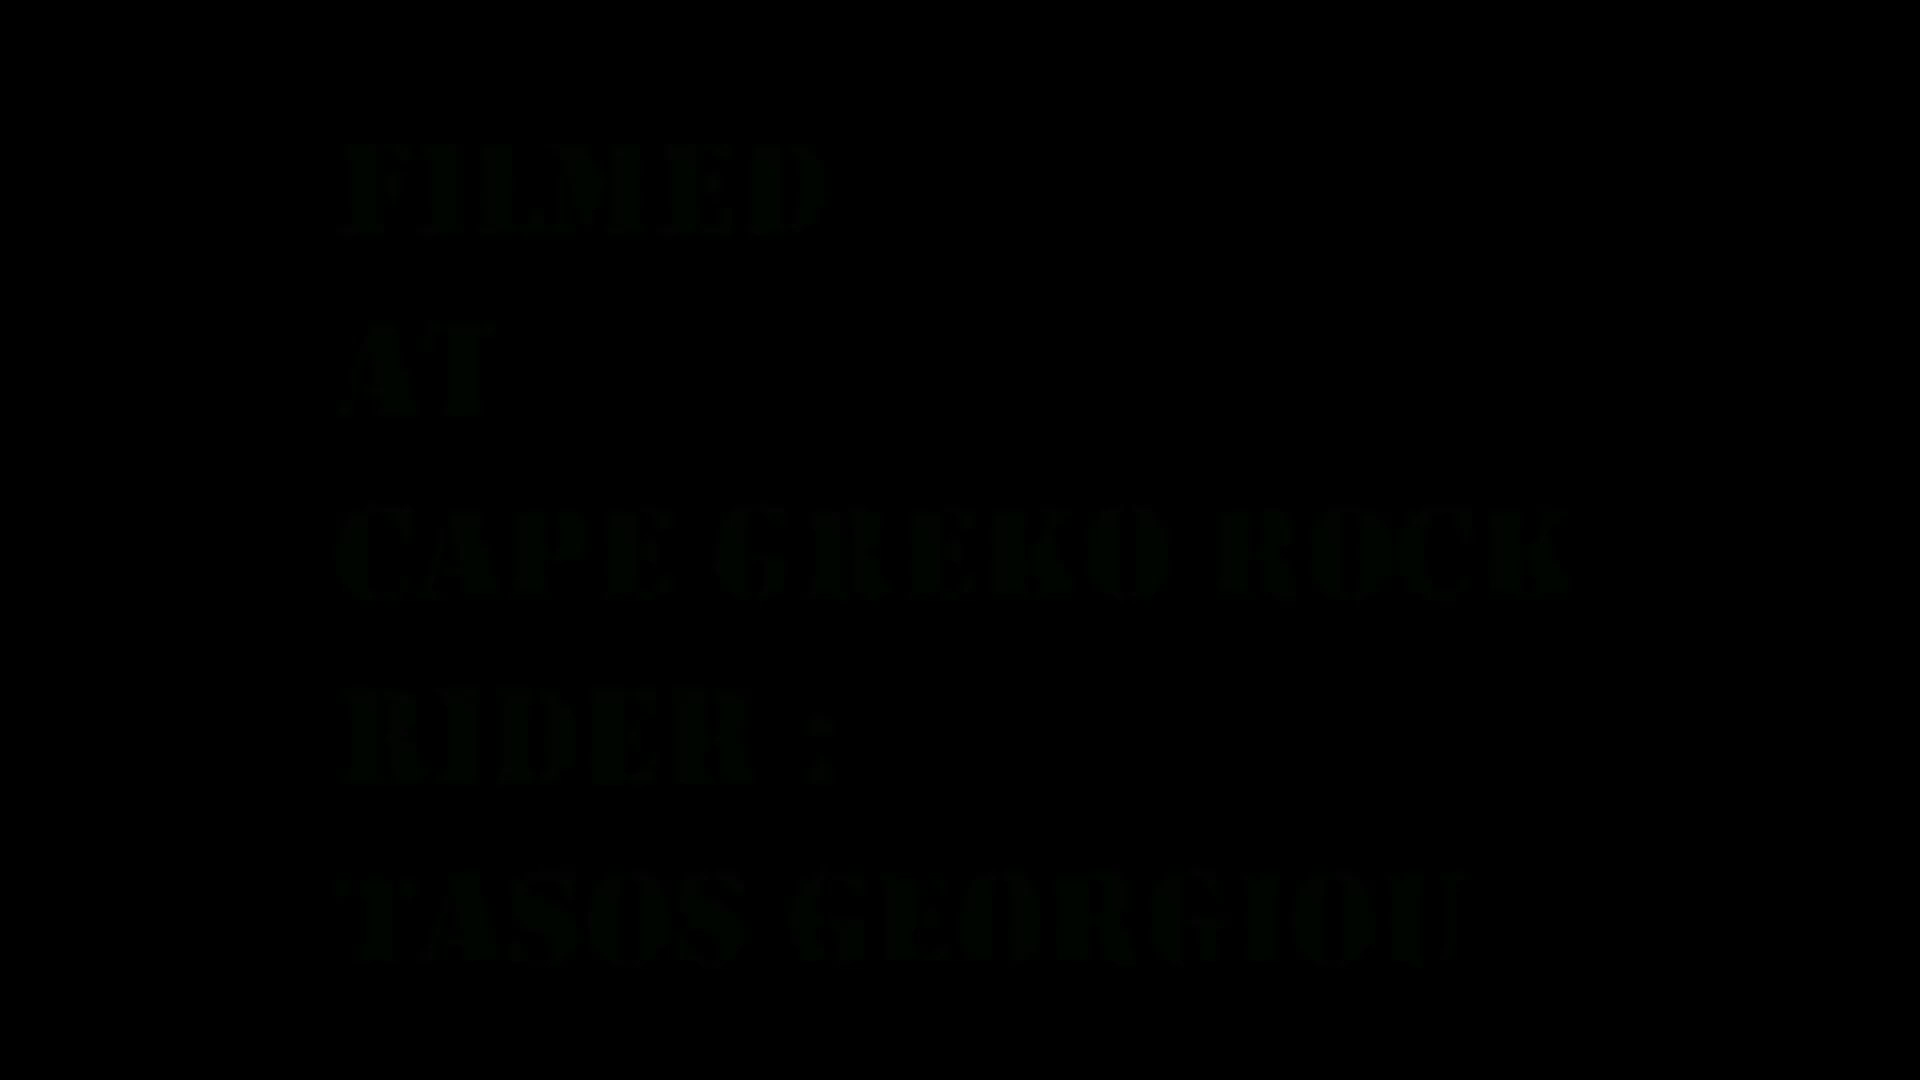 FILMED
AT
CAPE GREKO ROCK
RIDER :
TASOS GEORGIOU